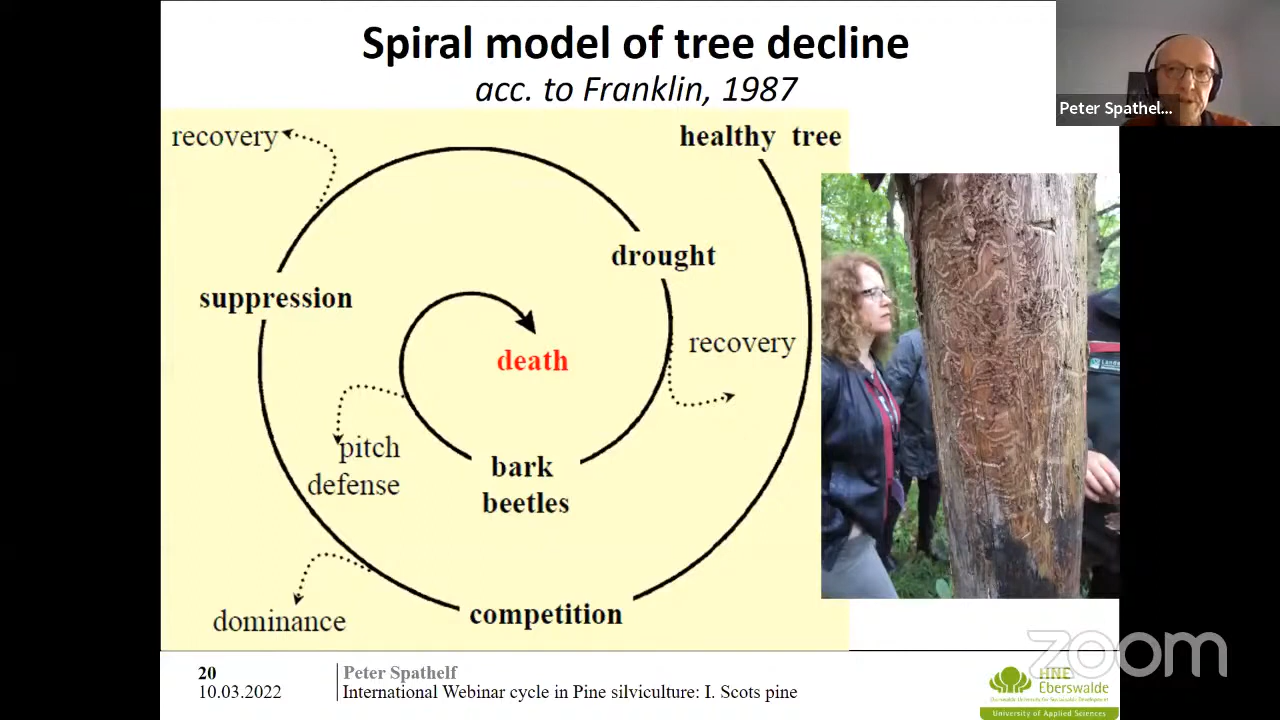 Spiral model of tree decline
acc. to Franklin, 1987
Peter Spathel...
recovery
healthy tree
drought
suppression
recovery
death
pitch
defense
bark
beetles
dominance
competition
20
10.03.2022
Peter Spathelf
International Webinar cycle in Pine silviculture: I. Scots pine
zoom
HNE
Eberswalde
University of Applied Sciences